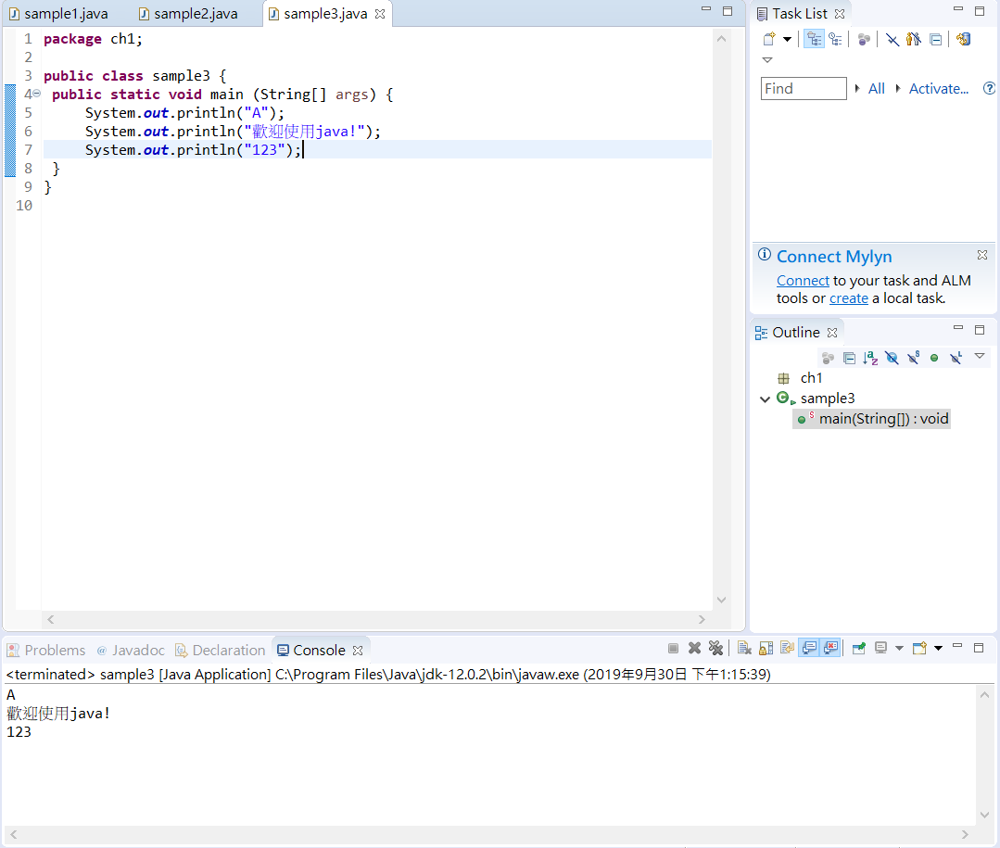 sample1.java sample2.java sample3.java
1 package ch1;
2
3 public class sample3 {
4 public static void main (String[] args) {
5 System.out.println("A");
6 System.out.println("歡迎使用java!");
7 System.out.println("123");
8 }
9 }
10
Task List
Find All Activate...
Connect Mylyn
Connect to your task and ALM
tools or create a local task.
Outline
ch1
sample3
main(String[]) : void
Problems @ Javadoc Declaration Console
<terminated> sample3 [Java Application] C:\Program Files\Java\jdk-12.0.2\bin\javaw.exe (2019年9月30日 下午1:15:39)
A
歡迎使用java!
123